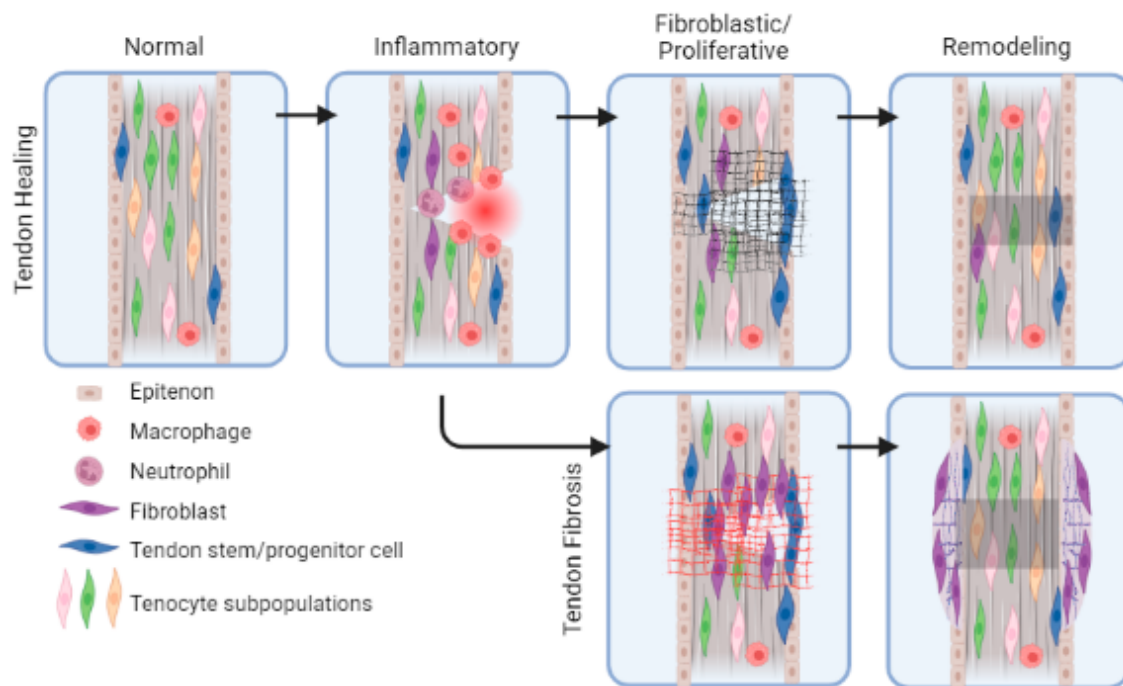 Normal
Inflammatory
Fibroblastic/
Proliferative
Remodeling
Tendon Healing
Epitenon
Macrophage
Neutrophil
Fibroblast
Tendon stem/progenitor cell
Tenocyte subpopulations
Tendon Fibrosis